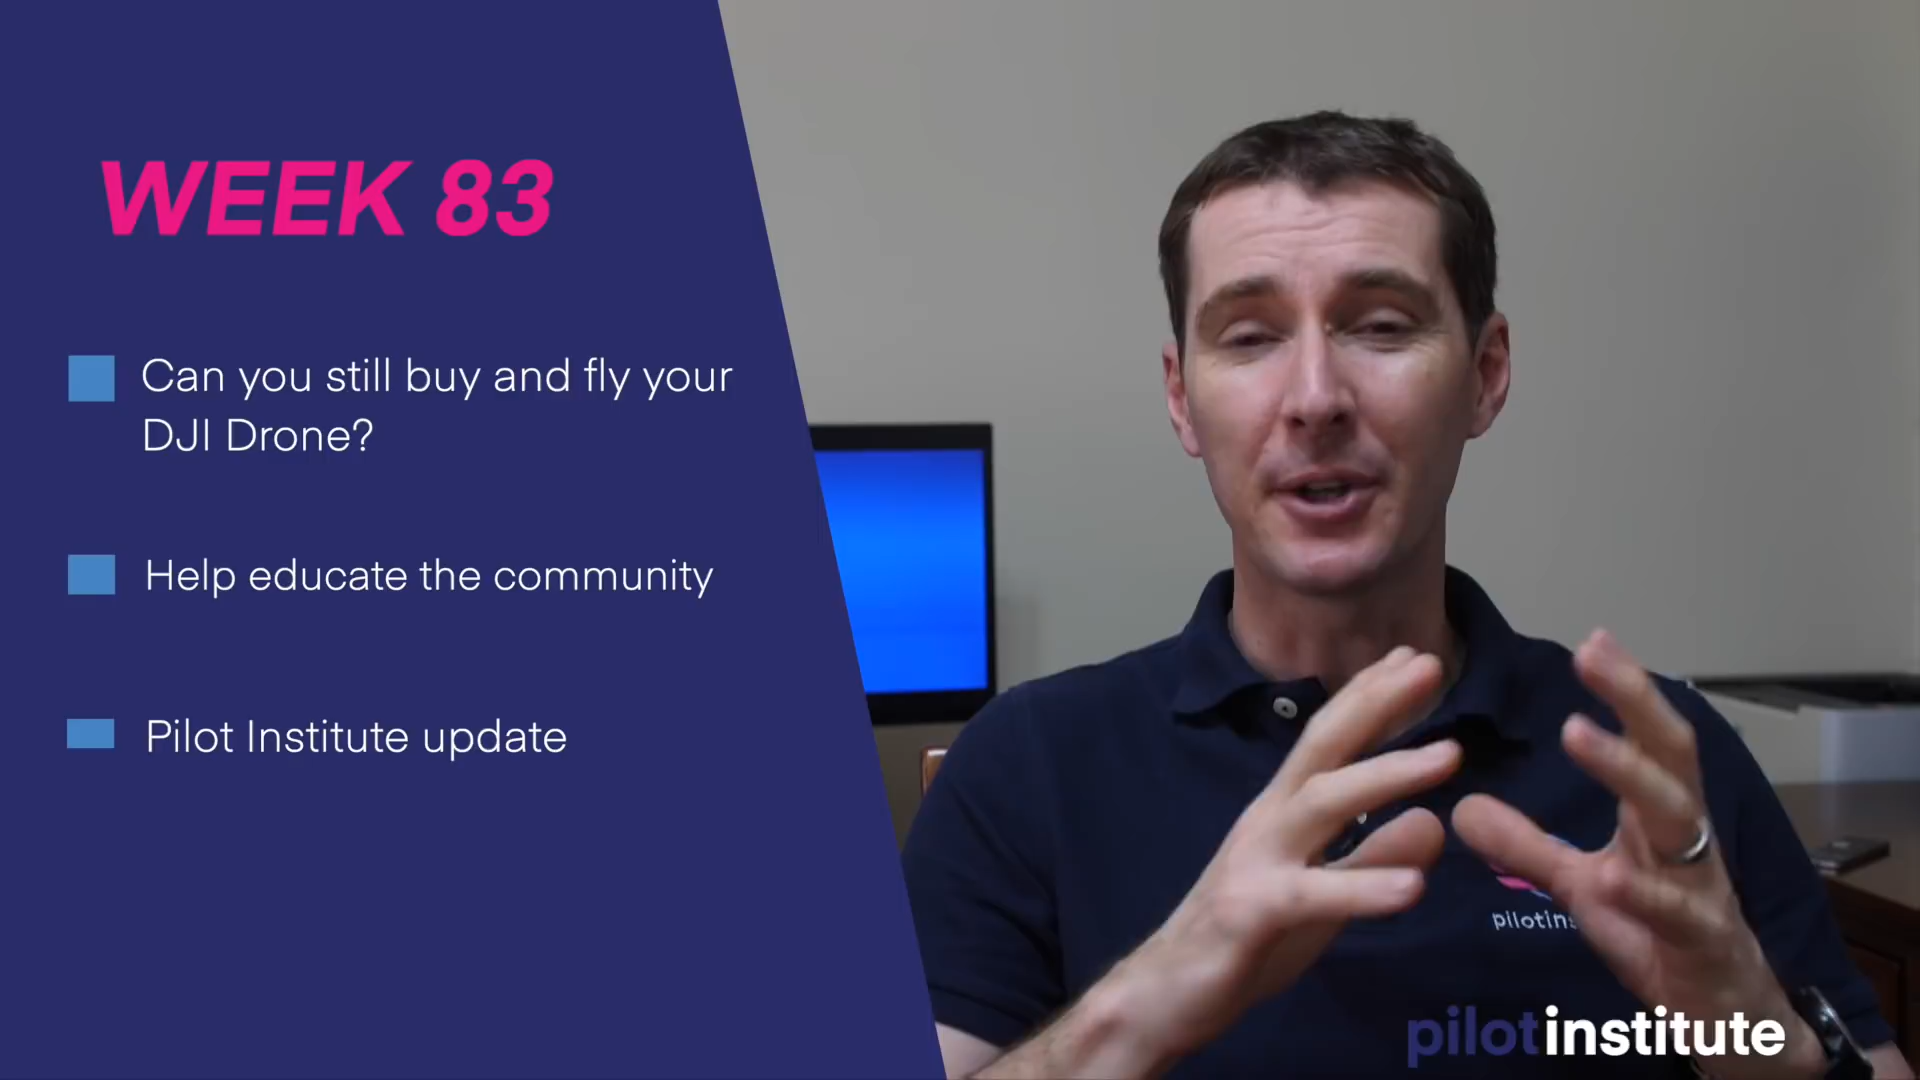 WEEK 83
Can you still buy and fly your
DJI Drone?
Help educate the community
Pilot Institute update
pilotins
pilotinstitute